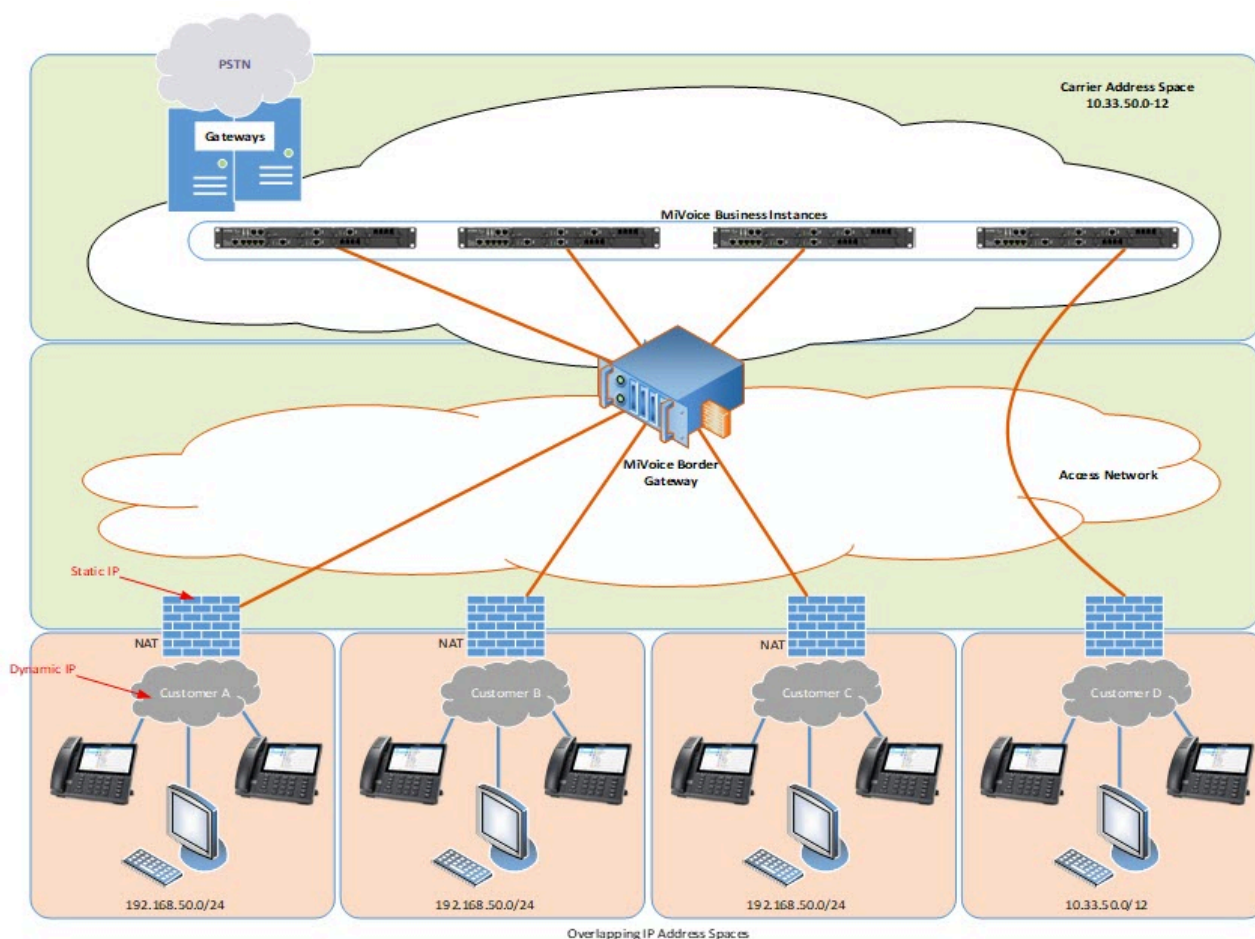 PSTN
Gateways
Carrier Address Space
10.33.50.0-12
MiVoice Business Instances
MiVoice Border
Gateway
Access Network
Static IP
NAT
NAT
NAT
Dynamic IP
Customer A
Customer B
Customer C
Customer D
192.168.50.0/24
192.168.50.0/24
192.168.50.0/24
10.33.50.0/12
Overlapping IP Address Spaces